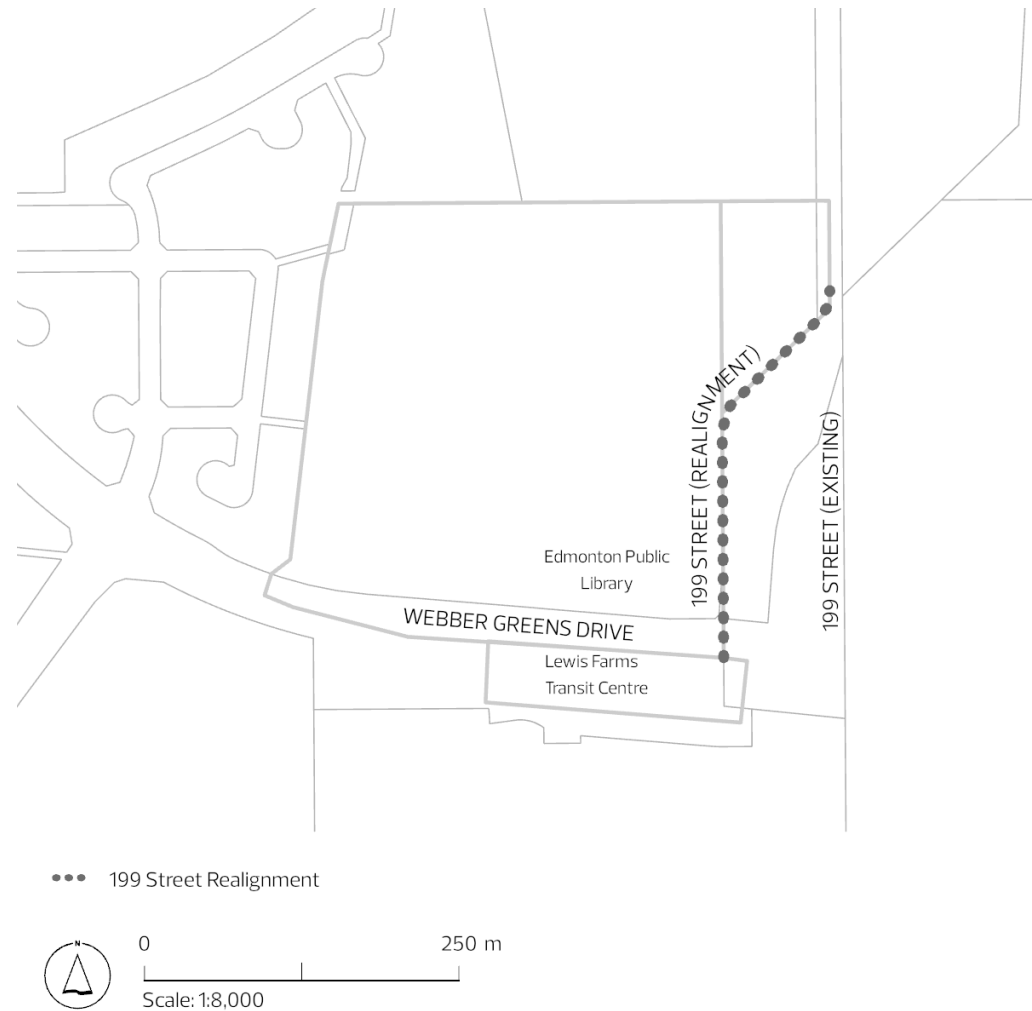 199 STREET (REALIGNMENT)
199 STREET (EXISTING)
Edmonton Public
Library
WEBBER GREENS DRIVE
Lewis Farms
Transit Centre
199 Street Realignment
N
0
250 m
Scale: 1:8,000